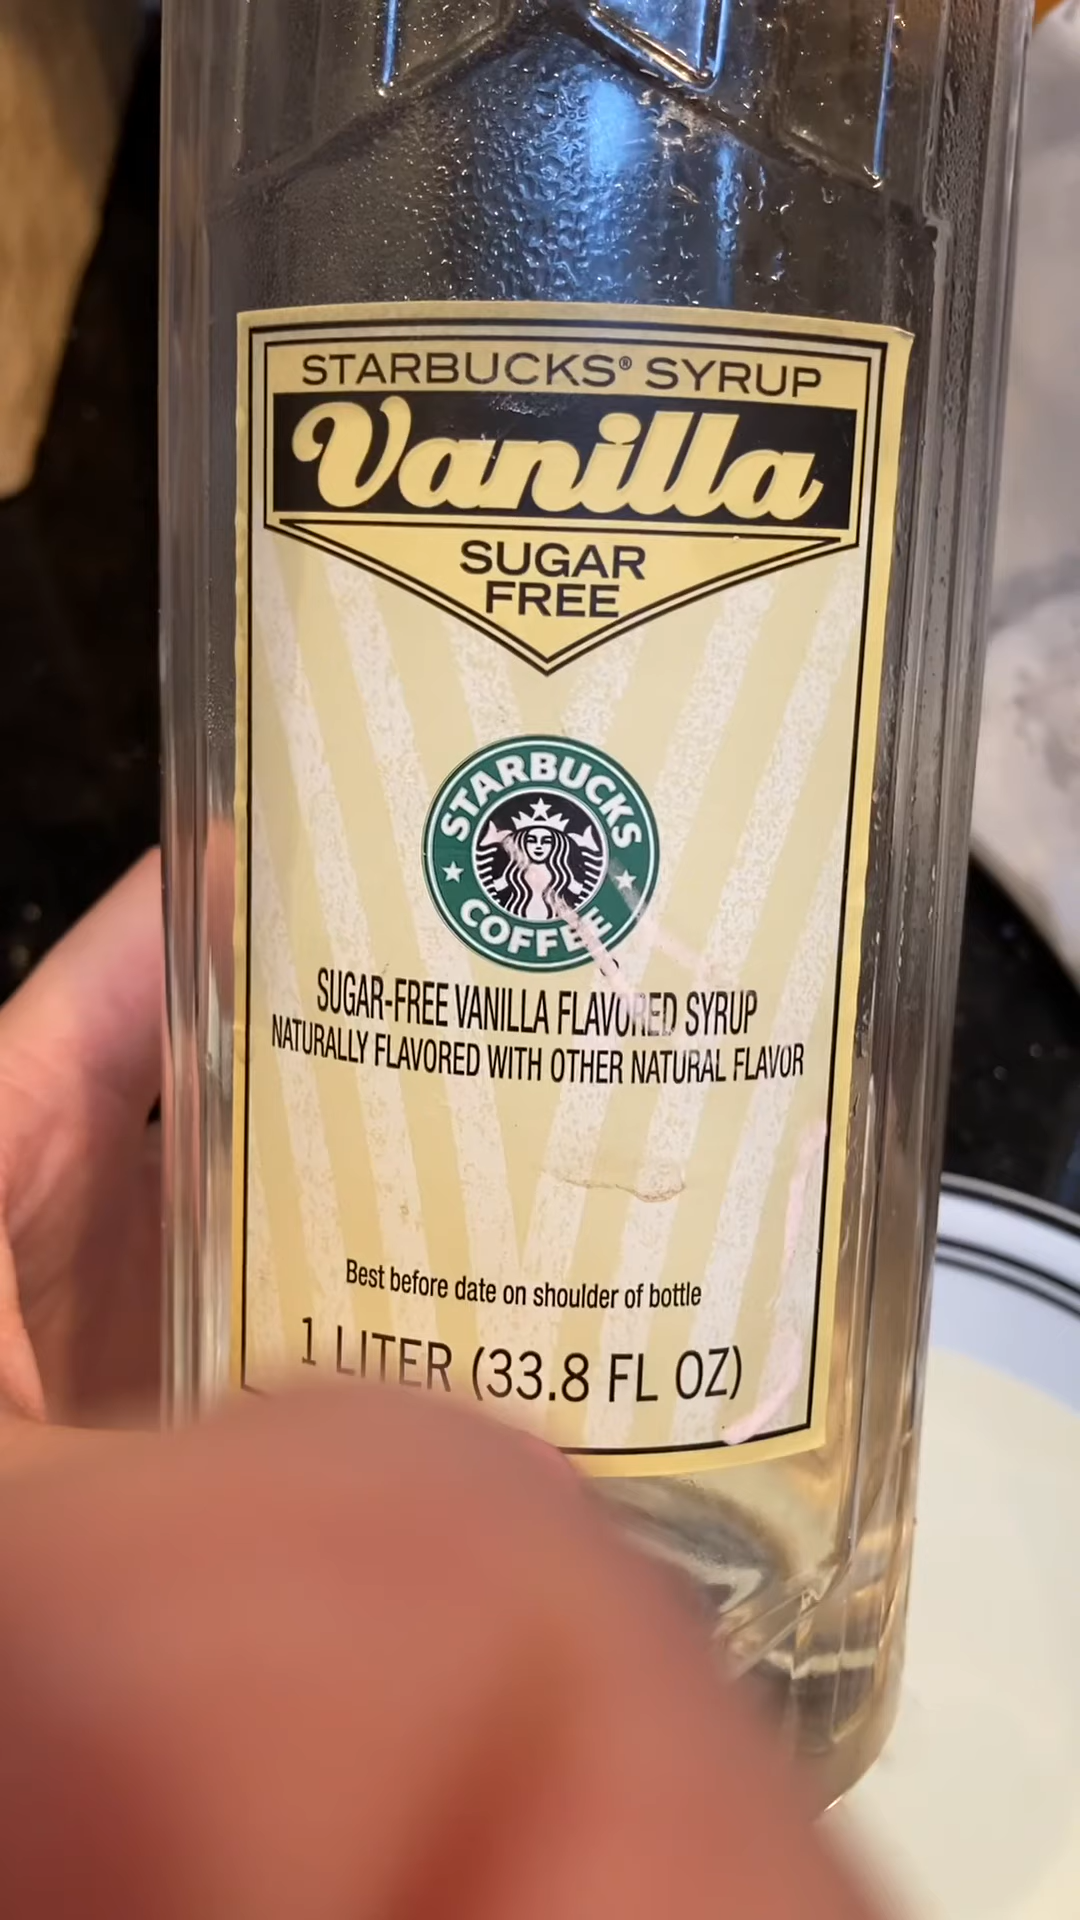 STARBUCKS® SYRUP
Vanilla
SUGAR
FREE
STARBUCKS
COFFEE
SUGAR-FREE VANILLA FLAVORED SYRUP
NATURALLY FLAVORED WITH OTHER NATURAL FLAVOR
Best before date on shoulder of bottle
1 LITER (33.8 FL OZ)